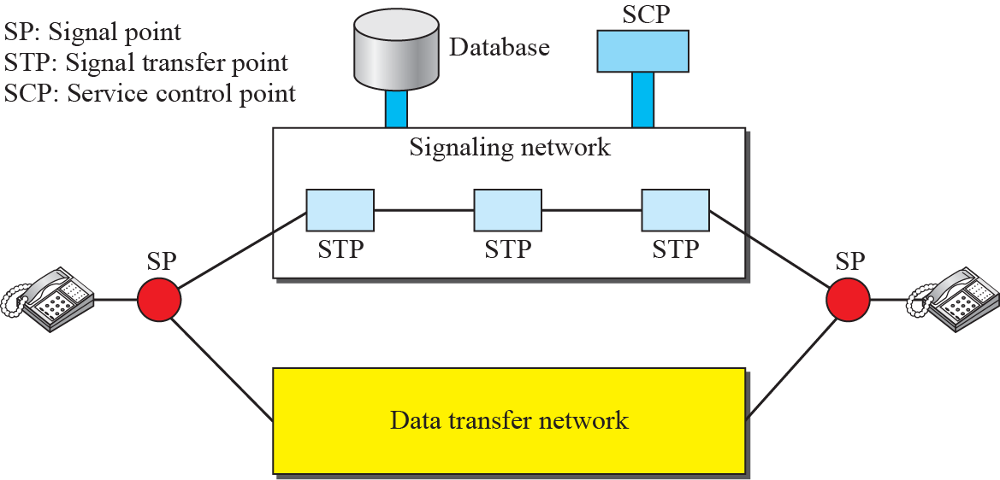 SP: Signal point
STP: Signal transfer point
SCP: Service control point
Database
SCP
Signaling network
STP
STP
STP
SP
SP
Data transfer network